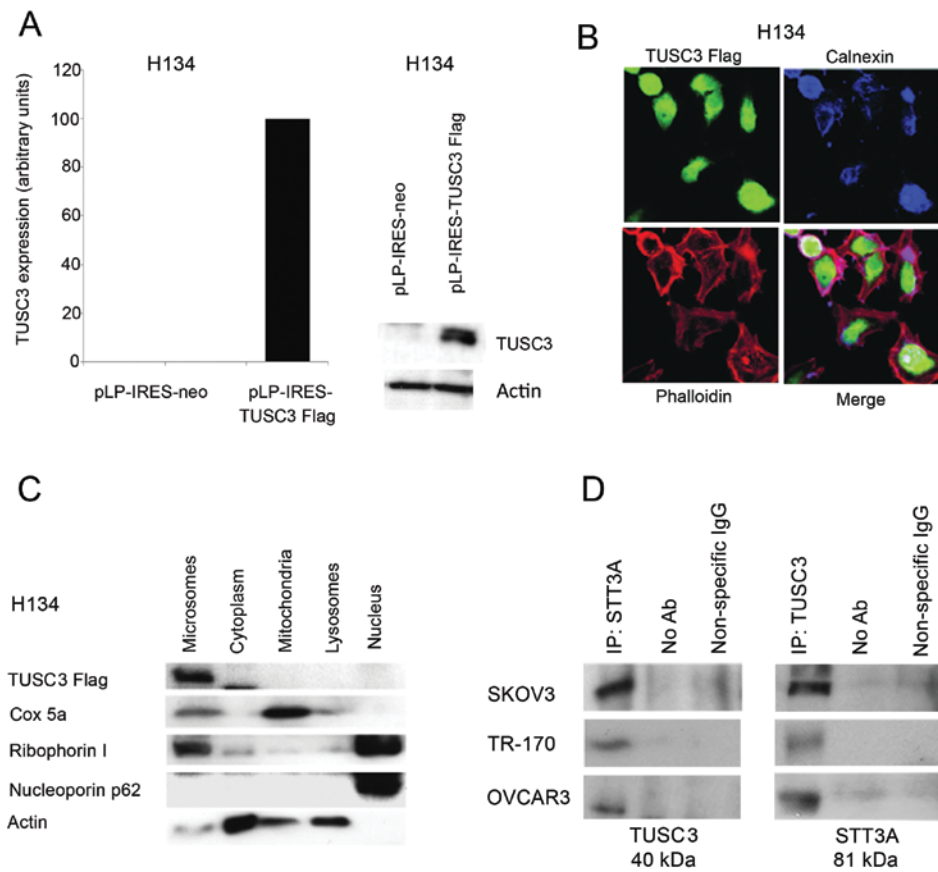 A
H134
TUSC3 expression (arbitrary units)
120
100
80
60
40
20
0
pLP-IRES-neo
pLP-IRES-
TUSC3 Flag
H134
pLP-IRES-neo
pLP-IRES-TUSC3 Flag
TUSC3
Actin
B
H134
TUSC3 Flag
Calnexin
Phalloidin
Merge
C
H134
Microsomes
Cytoplasm
Mitochondria
Lysosomes
Nucleus
TUSC3 Flag
Cox 5a
Ribophorin I
Nucleoporin p62
Actin
D
IP: STT3A
No Ab
Non-specific IgG
IP: TUSC3
No Ab
Non-specific IgG
SKOV3
TR-170
OVCAR3
TUSC3
40 kDa
STT3A
81 kDa